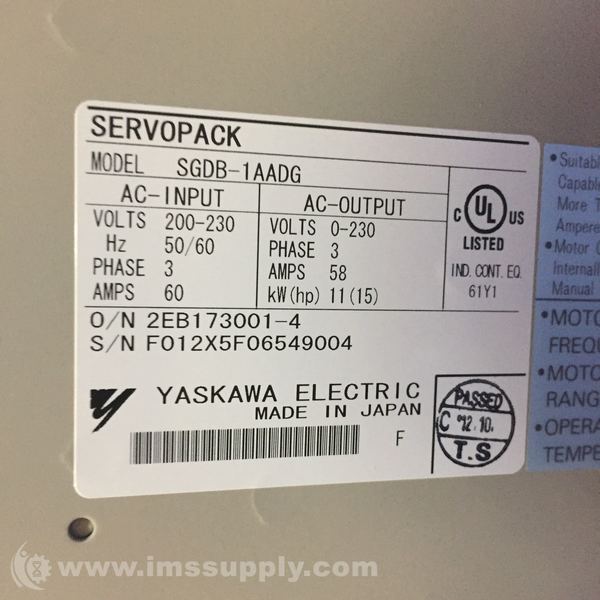 SERVOPACK
MODEL SGDB-1AADG
AC-INPUT
VOLTS 200-230
Hz 50/60
PHASE 3
AMPS 60
AC-OUTPUT
VOLTS 0-230
PHASE 3
AMPS 58
kW(hp) 11(15)
C UL US
LISTED
IND. CONT. EQ.
61Y1
O/N 2EB173001-4
S/N F012X5F06549004
YASKAWA ELECTRIC
MADE IN JAPAN
F
PASSED
C '12.10.
T.S
•Suitabl
Capable
More T
Ampere
•Motor O
Internall
Manual
•MOTO
FREQU
•MOTO
RANG
•OPERA
TEMPE
© www.imssupply.com